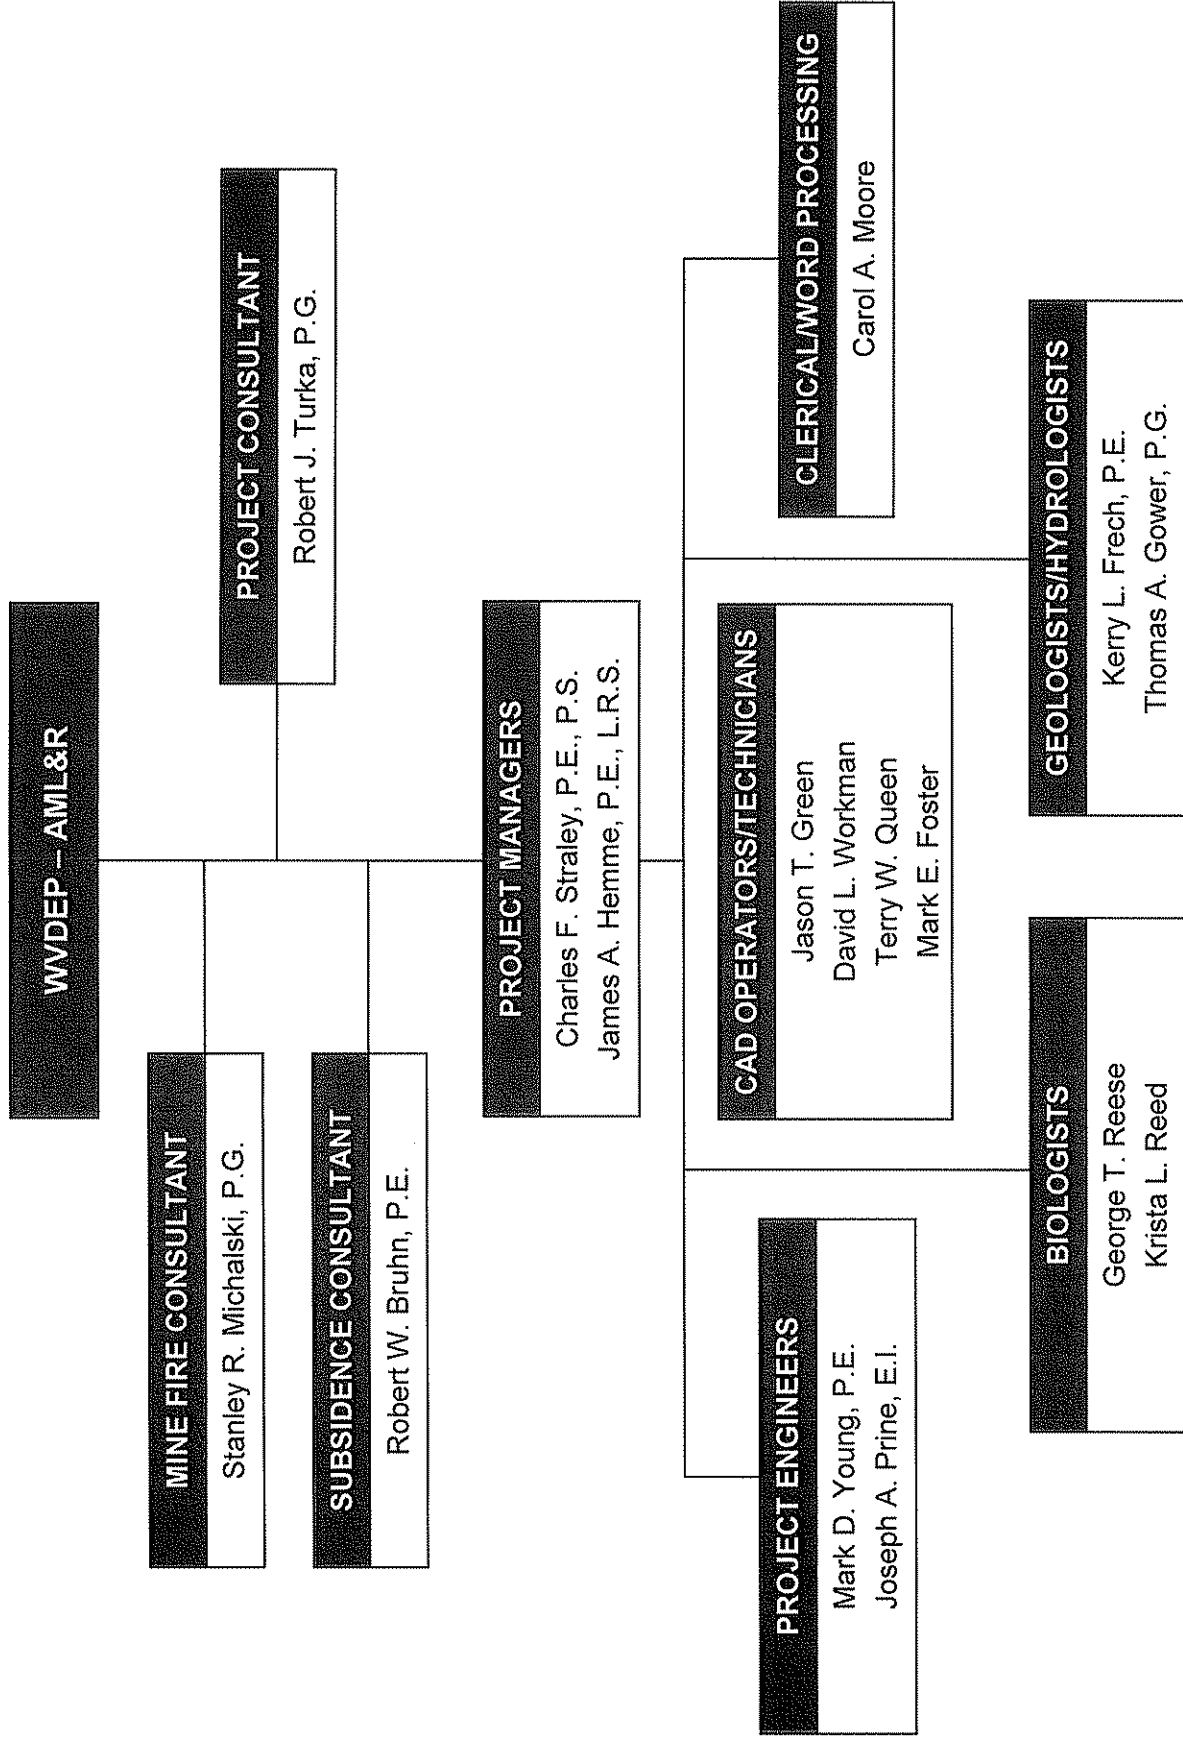 WVDEP – AML&R
MINE FIRE CONSULTANT
Stanley R. Michalski, P.G.
PROJECT CONSULTANT
Robert J. Turka, P.G.
SUBSIDENCE CONSULTANT
Robert W. Bruhn, P.E.
PROJECT MANAGERS
Charles F. Straley, P.E., P.S.
James A. Hemme, P.E., L.R.S.
PROJECT ENGINEERS
Mark D. Young, P.E.
Joseph A. Prine, E.I.
CAD OPERATORS/TECHNICIANS
Jason T. Green
David L. Workman
Terry W. Queen
Mark E. Foster
CLERICAL/WORD PROCESSING
Carol A. Moore
BIOLOGISTS
George T. Reese
Krista L. Reed
GEOLOGISTS/HYDROLOGISTS
Kerry L. Frech, P.E.
Thomas A. Gower, P.G.